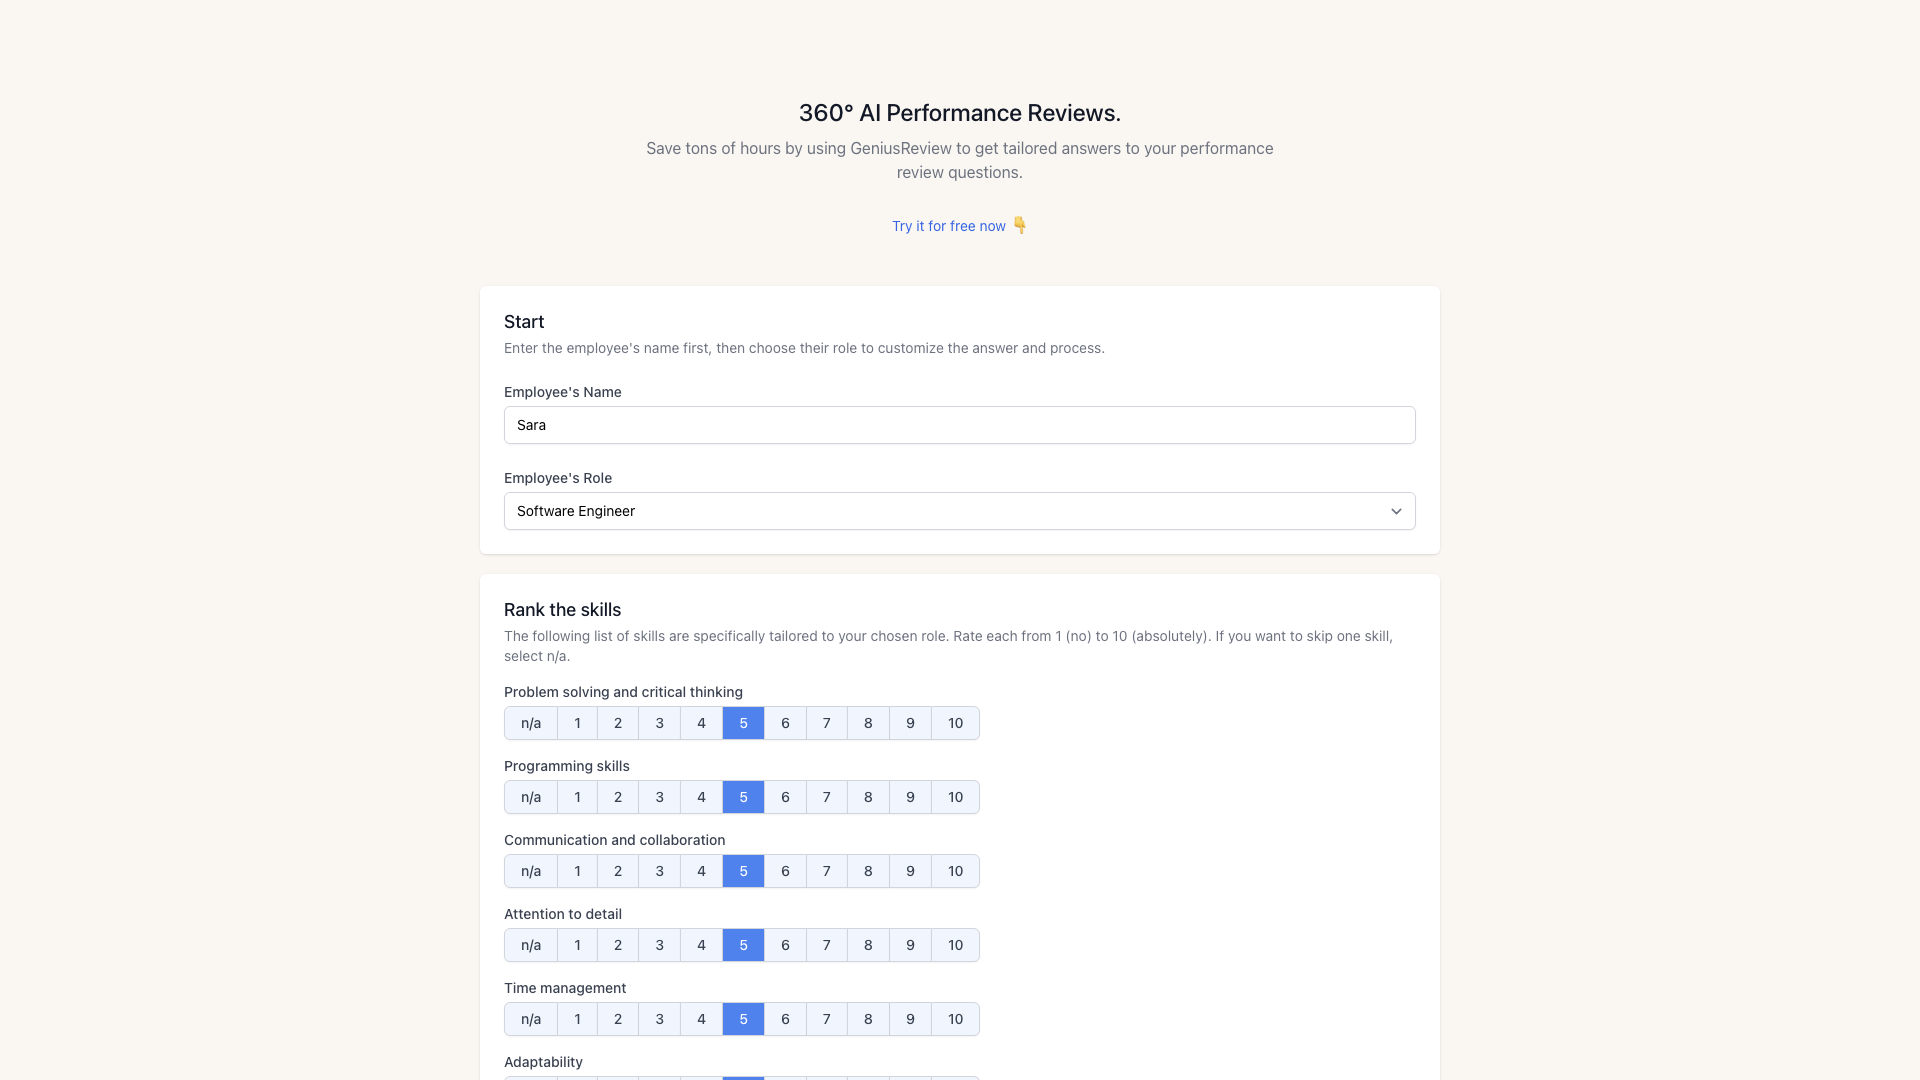 360° AI Performance Reviews.
Save tons of hours by using GeniusReview to get tailored answers to your performance
review questions.
Try it for free now 👇
Start
Enter the employee's name first, then choose their role to customize the answer and process.
Employee's Name
Sara
Employee's Role
Software Engineer
Rank the skills
The following list of skills are specifically tailored to your chosen role. Rate each from 1 (no) to 10 (absolutely). If you want to skip one skill,
select n/a.
Problem solving and critical thinking
n/a 1 2 3 4 5 6 7 8 9 10
Programming skills
n/a 1 2 3 4 5 6 7 8 9 10
Communication and collaboration
n/a 1 2 3 4 5 6 7 8 9 10
Attention to detail
n/a 1 2 3 4 5 6 7 8 9 10
Time management
n/a 1 2 3 4 5 6 7 8 9 10
Adaptability